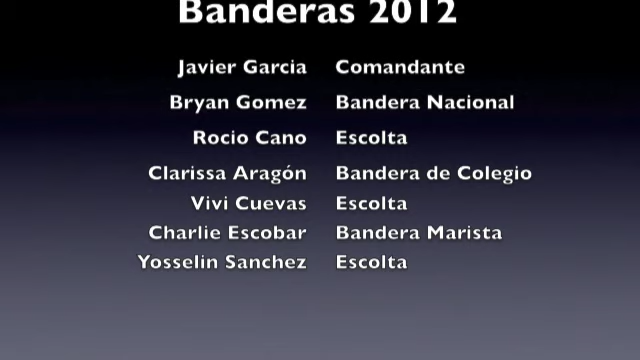 Banderas 2012
Javier Garcia Comandante
Bryan Gomez Bandera Nacional
Rocio Cano Escolta
Clarissa Aragón Bandera de Colegio
Vivi Cuevas Escolta
Charlie Escobar Bandera Marista
Yosselin Sanchez Escolta